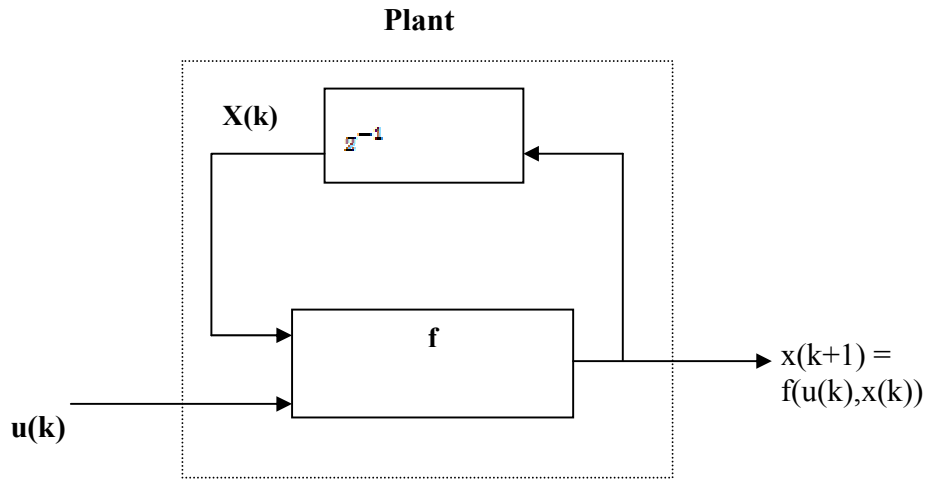 Plant
X(k)
z⁻¹
f
x(k+1) =
f(u(k),x(k))
u(k)